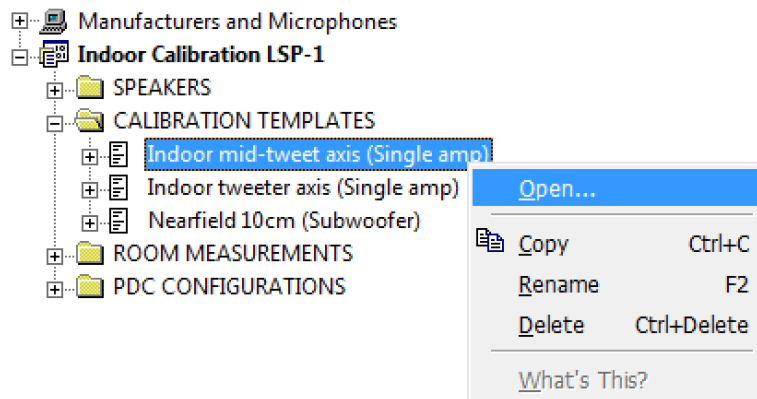 Manufacturers and Microphones
Indoor Calibration LSP-1
SPEAKERS
CALIBRATION TEMPLATES
Indoor mid-tweet axis (Single amp)
Indoor tweeter axis (Single amp)
Open...
Nearfield 10cm (Subwoofer)
Copy Ctrl+C
ROOM MEASUREMENTS
Rename F2
PDC CONFIGURATIONS
Delete Ctrl+Delete
What's This?